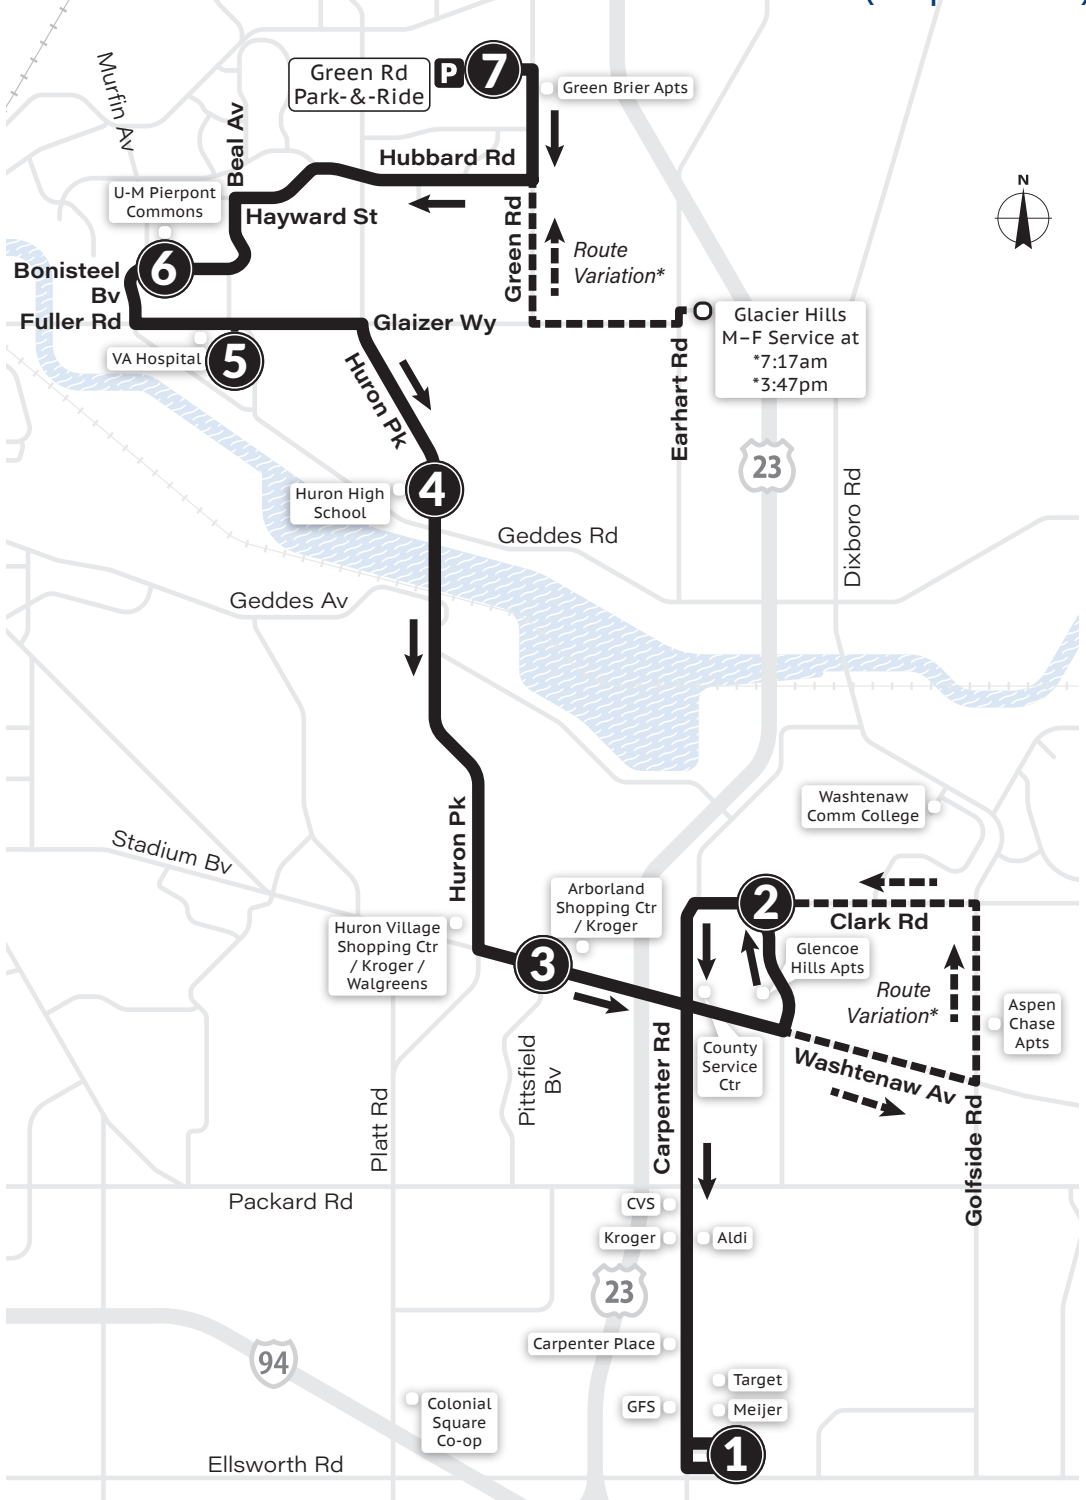 Murfin Av
Green Rd
Park-&-Ride
P
7
Green Brier Apts
Beal Av
Hubbard Rd
U-M Pierpont
Commons
Hayward St
Green Rd
N
Route
Variation*
6
Bonisteel
Bv
Fuller Rd
Glaizer Wy
Glacier Hills
M–F Service at
*7:17am
*3:47pm
VA Hospital
5
Huron Pk
Earhart Rd
23
Dixboro Rd
4
Huron High
School
Geddes Rd
Geddes Av
Washtenaw
Comm College
Huron Pk
Stadium Bv
Arborland
Shopping Ctr
/ Kroger
2
Clark Rd
Huron Village
Shopping Ctr
/ Kroger /
Walgreens
3
Glencoe
Hills Apts
Route
Variation*
Aspen
Chase
Apts
County
Service
Ctr
Washtenaw Av
Carpenter Rd
Pittsfield
Bv
Platt Rd
Golfside Rd
Packard Rd
CVS
Kroger
Aldi
23
Carpenter Place
94
Target
GFS
Meijer
Colonial
Square
Co-op
1
Ellsworth Rd